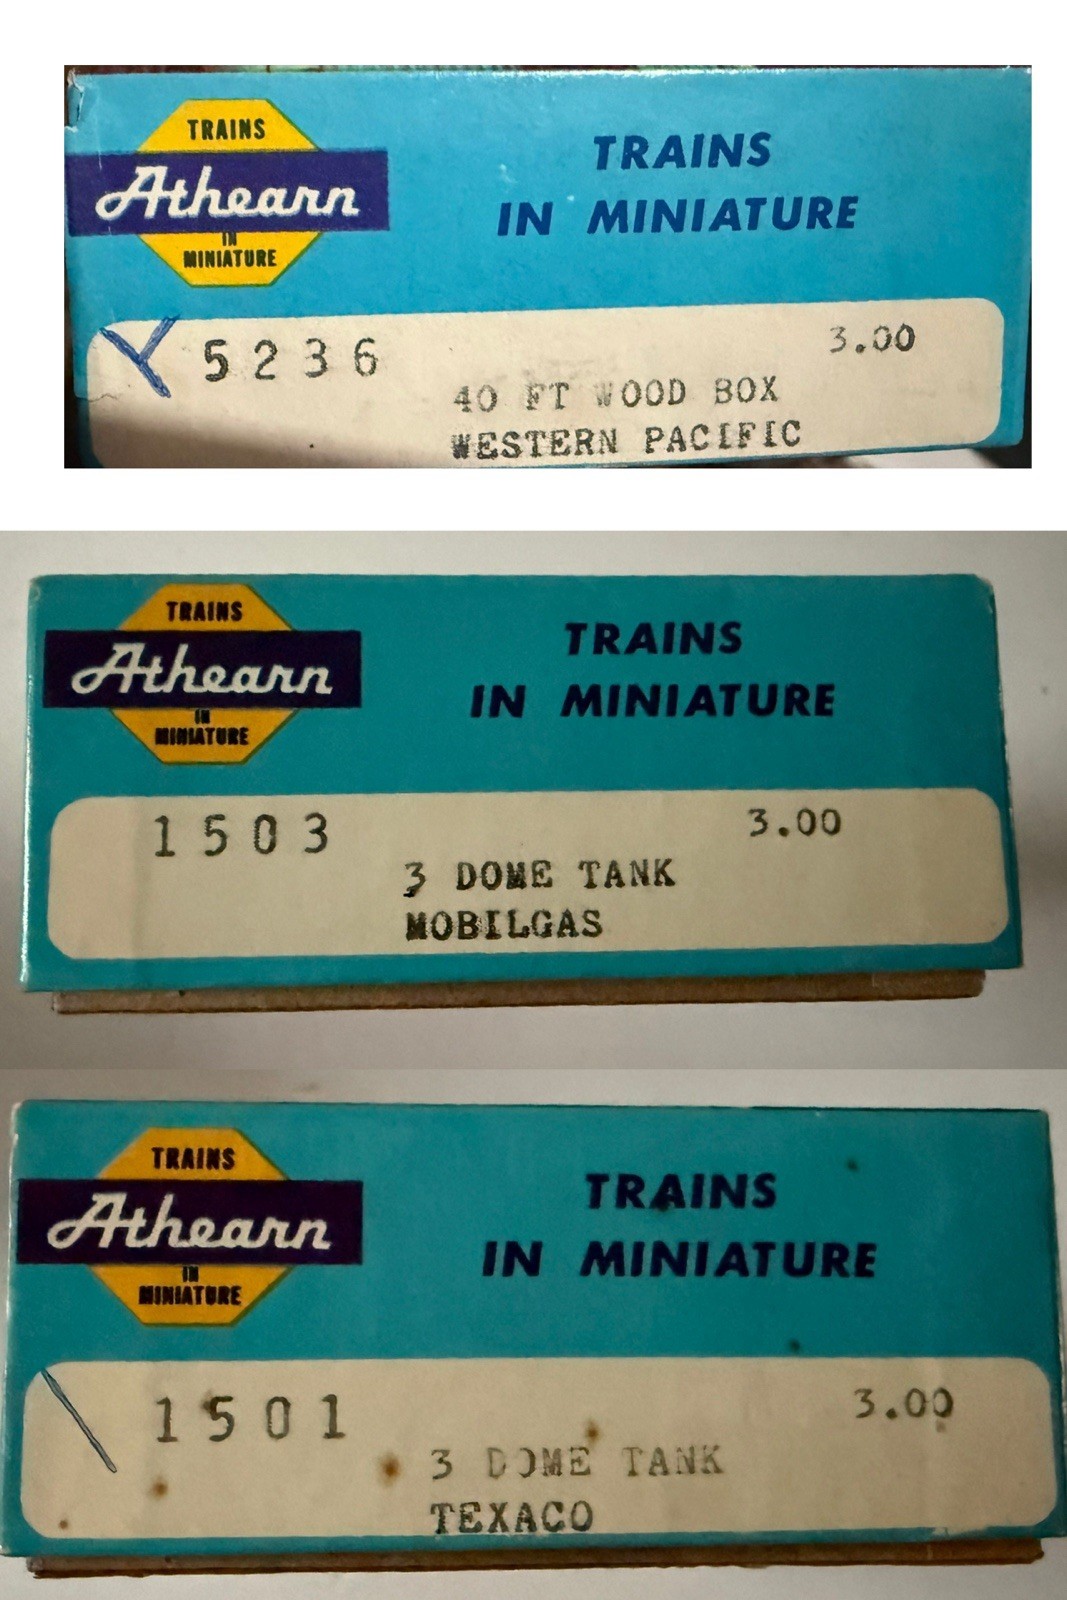 TRAINS
Athearn
IN
MINIATURE
TRAINS
IN MINIATURE
Y 5236
3.00
40 FT WOOD BOX
WESTERN PACIFIC
TRAINS
Athearn
IN
MINIATURE
TRAINS
IN MINIATURE
1503
3.00
3 DOME TANK
MOBILGAS
TRAINS
Athearn
IN
MINIATURE
TRAINS
IN MINIATURE
1501
3.00
3 DOME TANK
TEXACO